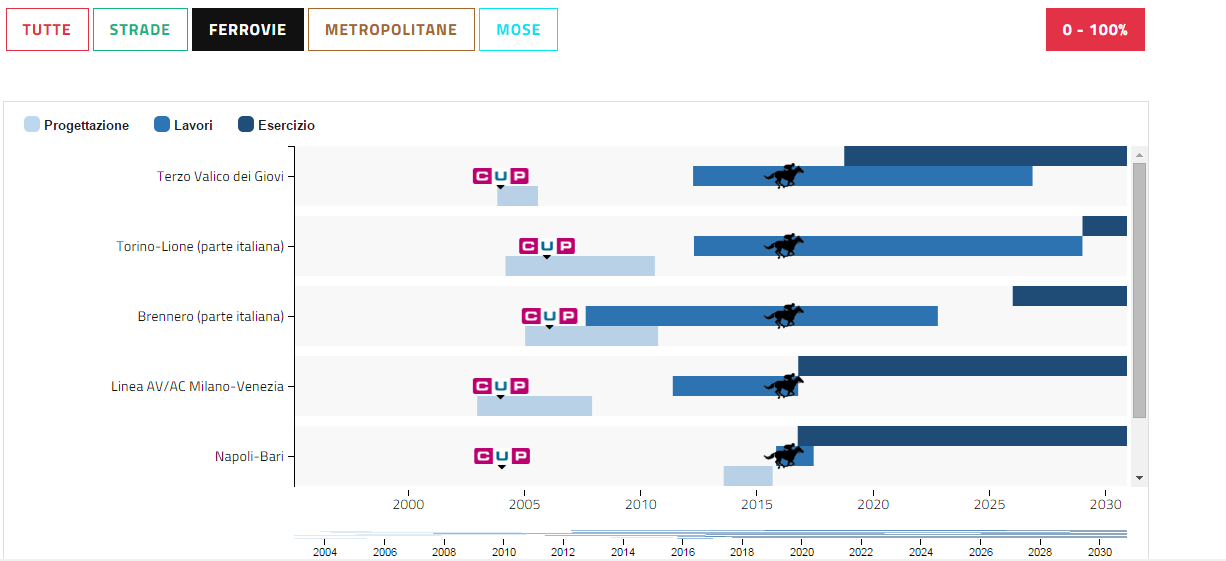 TUTTE STRADE FERROVIE METROPOLITANE MOSE 0 - 100%
Progettazione Lavori Esercizio
Terzo Valico dei Giovi CUP
Torino-Lione (parte italiana) CUP
Brennero (parte italiana) CUP
Linea AV/AC Milano-Venezia CUP
Napoli-Bari CUP
2000 2005 2010 2015 2020 2025 2030
2004 2006 2008 2010 2012 2014 2016 2018 2020 2022 2024 2026 2028 2030